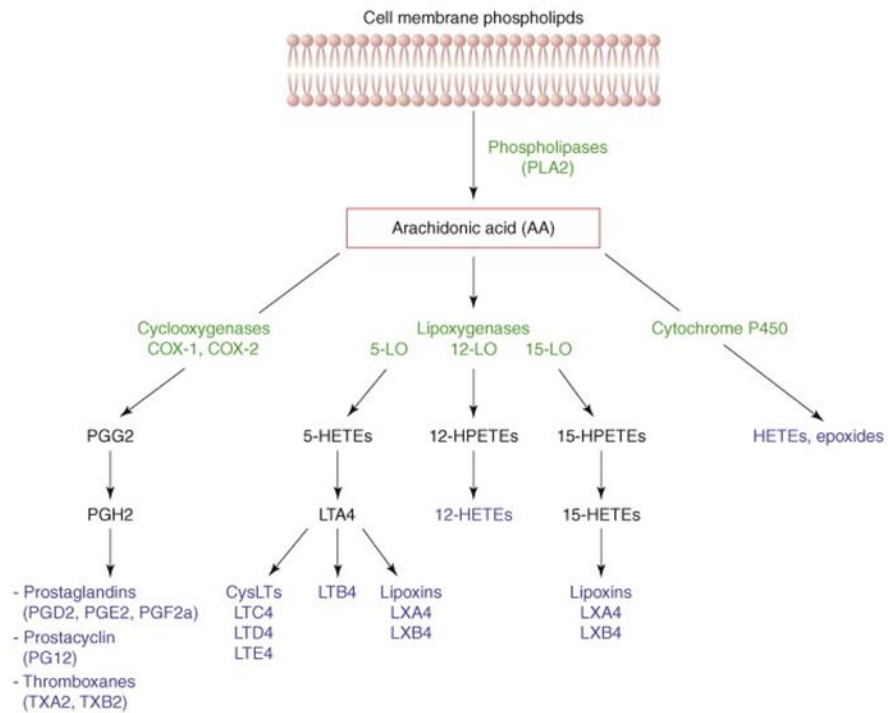 Cell membrane phospholipds
Phospholipases
(PLA2)
Arachidonic acid (AA)
Cyclooxygenases
COX-1, COX-2
Lipoxygenases
5-LO 12-LO 15-LO
Cytochrome P450
PGG2
5-HETEs
12-HPETEs
15-HPETEs
HETEs, epoxides
PGH2
LTA4
12-HETEs
15-HETEs
- Prostaglandins
(PGD2, PGE2, PGF2a)
- Prostacyclin
(PG12)
- Thromboxanes
(TXA2, TXB2)
CysLTs
LTC4
LTD4
LTE4
LTB4
Lipoxins
LXA4
LXB4
Lipoxins
LXA4
LXB4